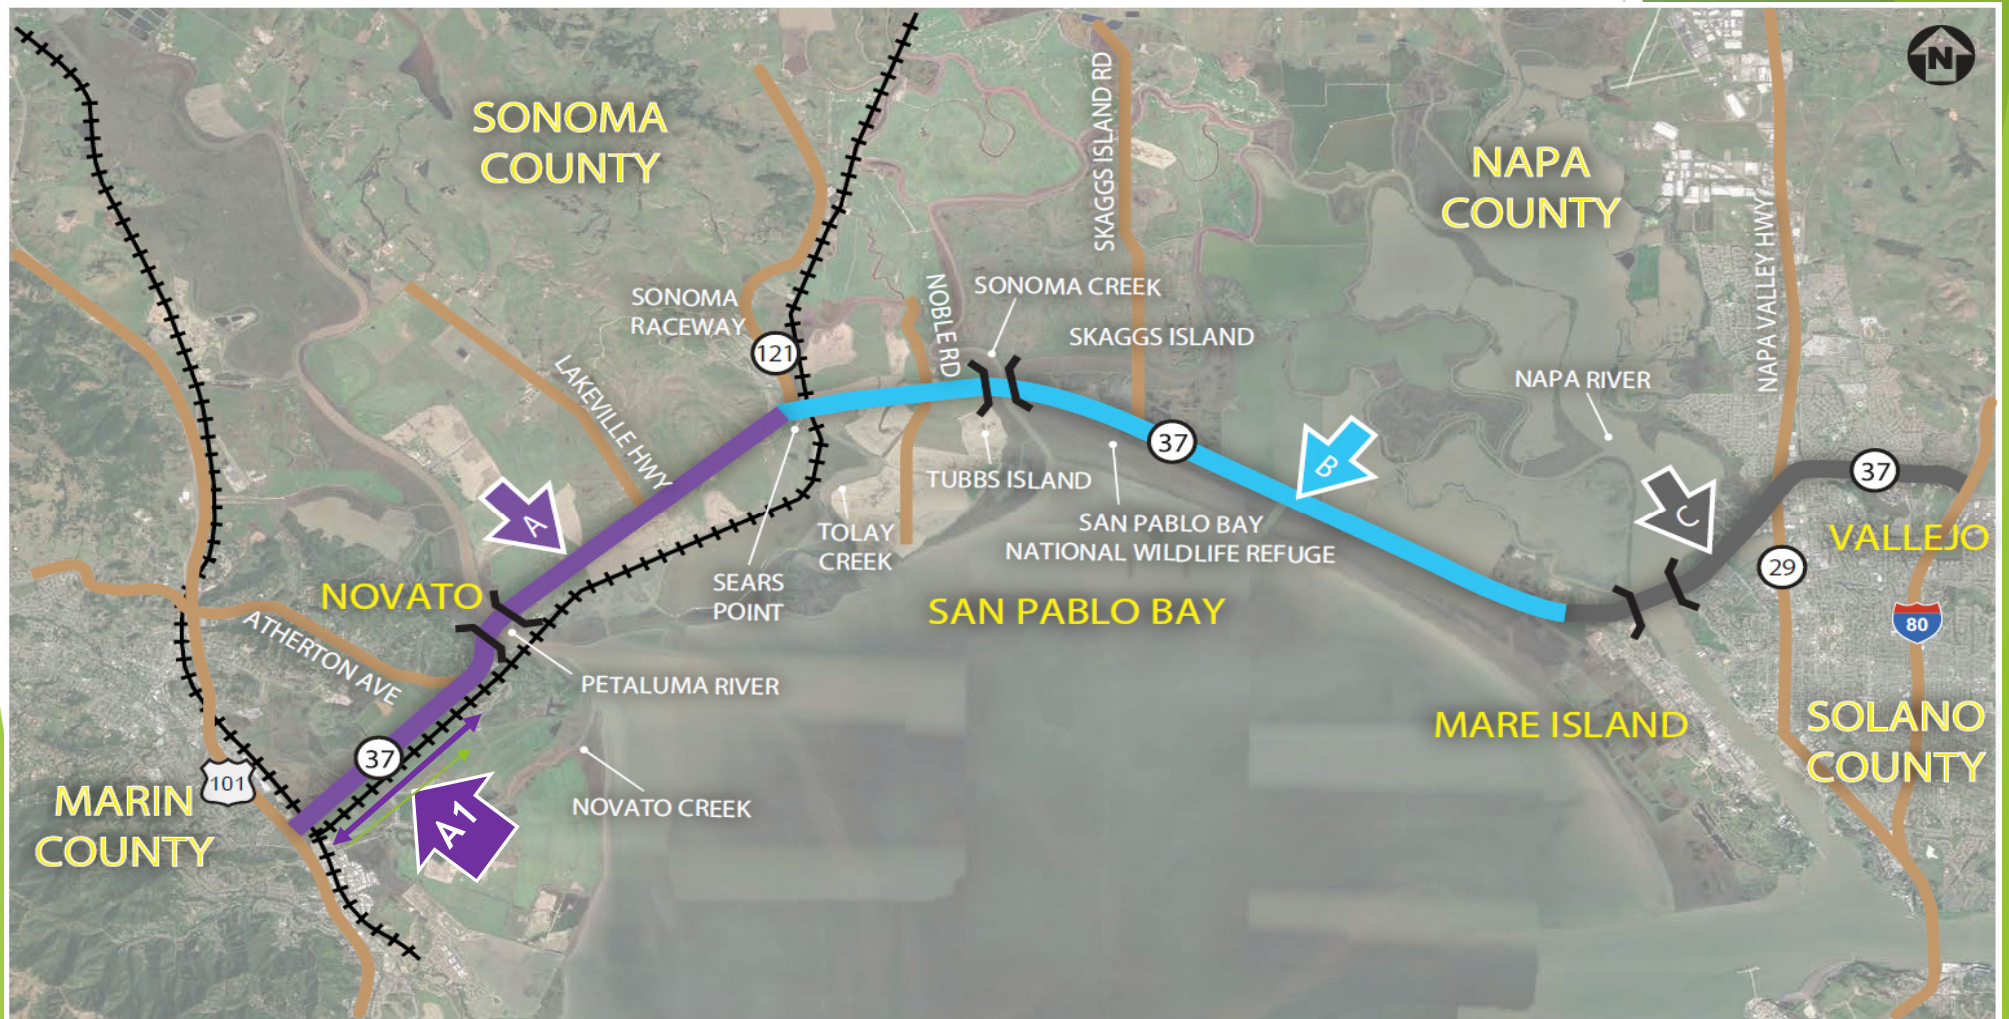 N
SONOMA
COUNTY
SKAGGS ISLAND RD
NAPA
COUNTY
NAPA VALLEY HWY
SONOMA
RACEWAY
121
NOBLE RD
SONOMA CREEK
SKAGGS ISLAND
LAKEVILLE HWY
NAPA RIVER
37
B
37
TUBBS ISLAND
A
TOLAY
CREEK
SAN PABLO BAY
NATIONAL WILDLIFE REFUGE
C
VALLEJO
29
SEARS
POINT
NOVATO
SAN PABLO BAY
80
ATHERTON AVE
PETALUMA RIVER
MARE ISLAND
SOLANO
COUNTY
37
101
MARIN
COUNTY
NOVATO CREEK
A1